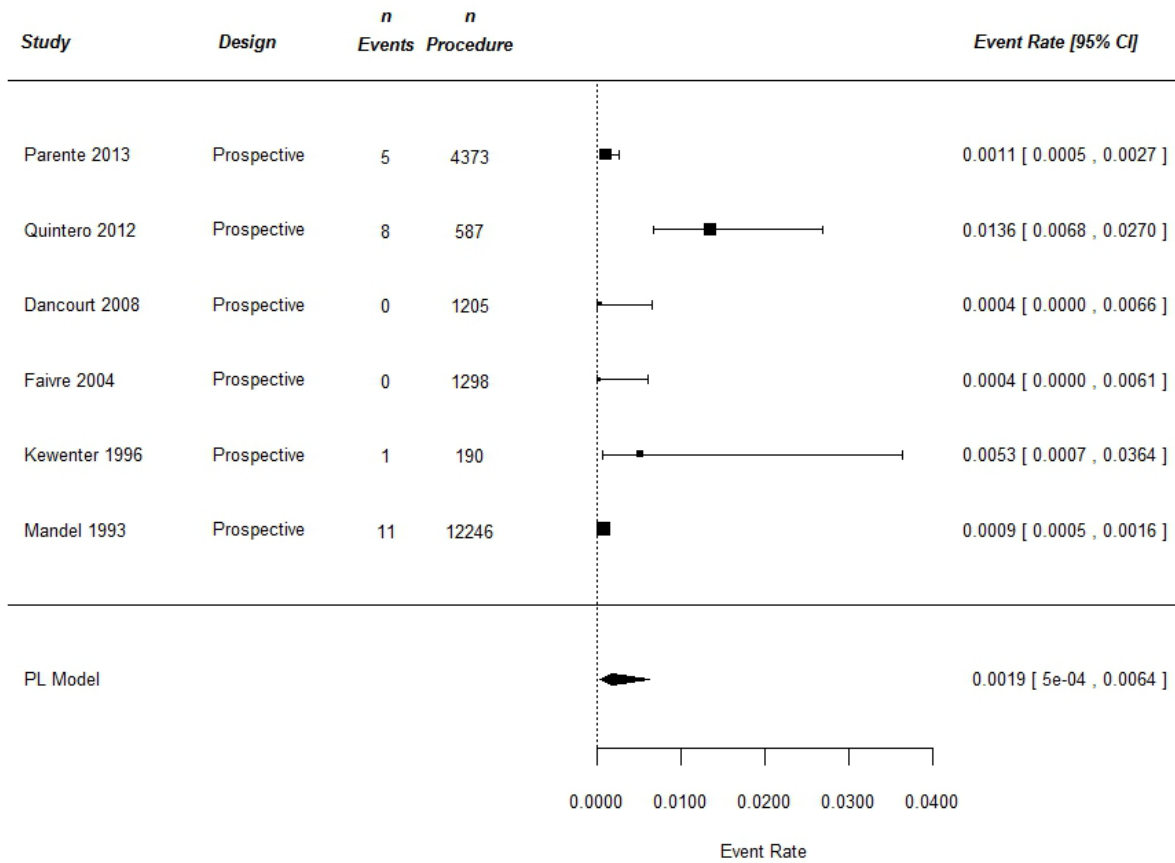 Study Design n Events n Procedure Event Rate [95% CI]
Parente 2013 Prospective 5 4373 0.0011 [ 0.0005 , 0.0027 ]
Quintero 2012 Prospective 8 587 0.0136 [ 0.0068 , 0.0270 ]
Dancourt 2008 Prospective 0 1205 0.0004 [ 0.0000 , 0.0066 ]
Faivre 2004 Prospective 0 1298 0.0004 [ 0.0000 , 0.0061 ]
Kewenter 1996 Prospective 1 190 0.0053 [ 0.0007 , 0.0364 ]
Mandel 1993 Prospective 11 12246 0.0009 [ 0.0005 , 0.0016 ]
PL Model 0.0019 [ 5e-04 , 0.0064 ]
0.0000 0.0100 0.0200 0.0300 0.0400
Event Rate